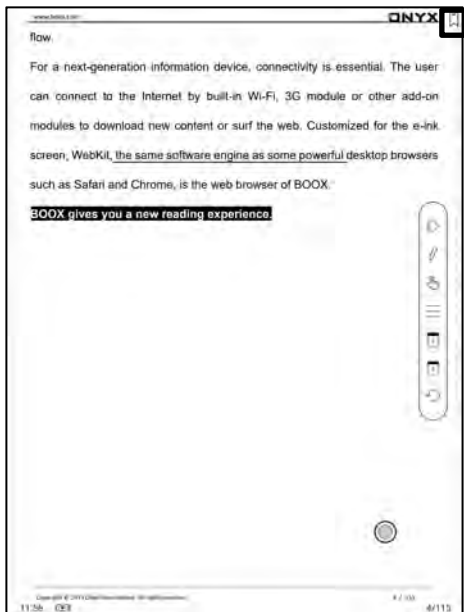 www.boox.com
ONYX
flow.
For a next-generation information device, connectivity is essential. The user
can connect to the Internet by built-in Wi-Fi, 3G module or other add-on
modules to download new content or surf the web. Customized for the e-ink
screen, WebKit, the same software engine as some powerful desktop browsers
such as Safari and Chrome, is the web browser of BOOX.
BOOX gives you a new reading experience.
11:56
4/113